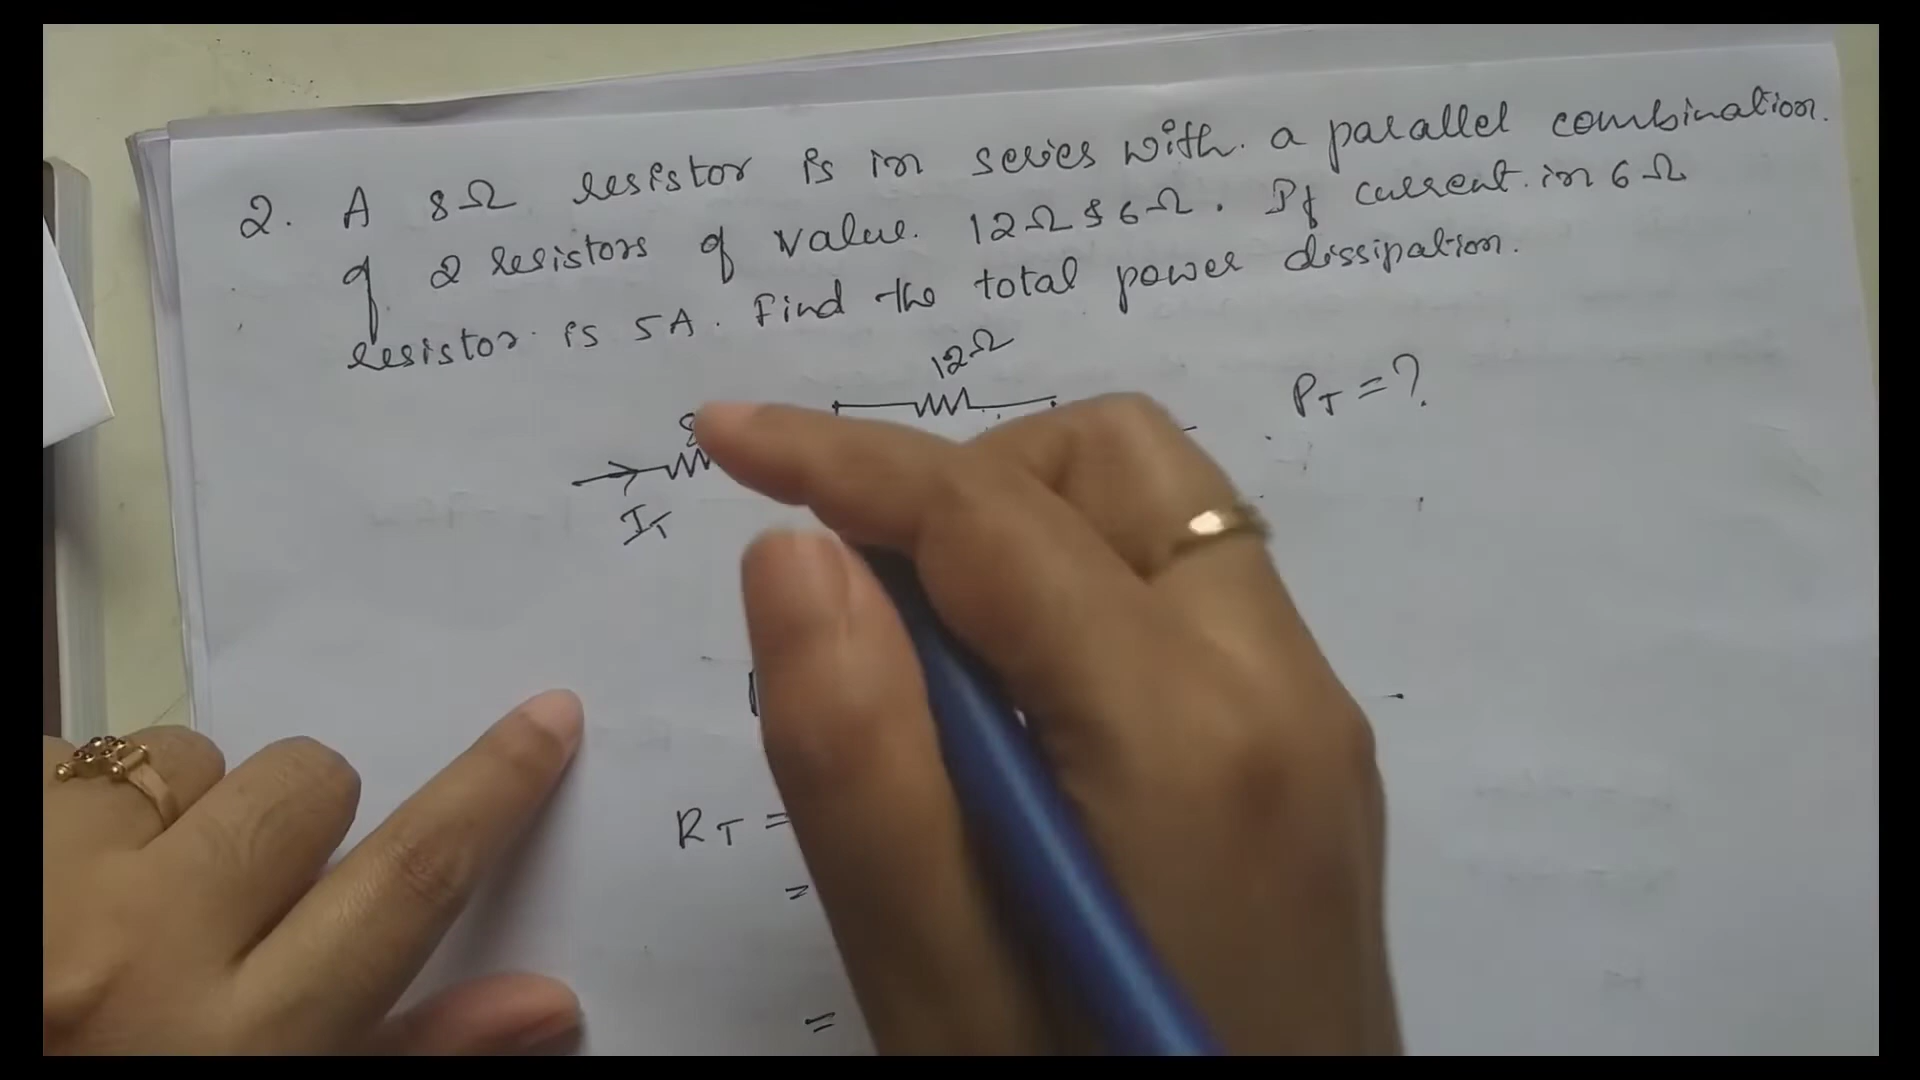 2. A 8Ω resistor is in series with. a parallel combination.
of 2 resistors of value. 12Ω & 6Ω. If current. in 6Ω
resistor. is 5A. Find the total power dissipation.
12Ω
PT = ?
8
IT
RT =
=
=